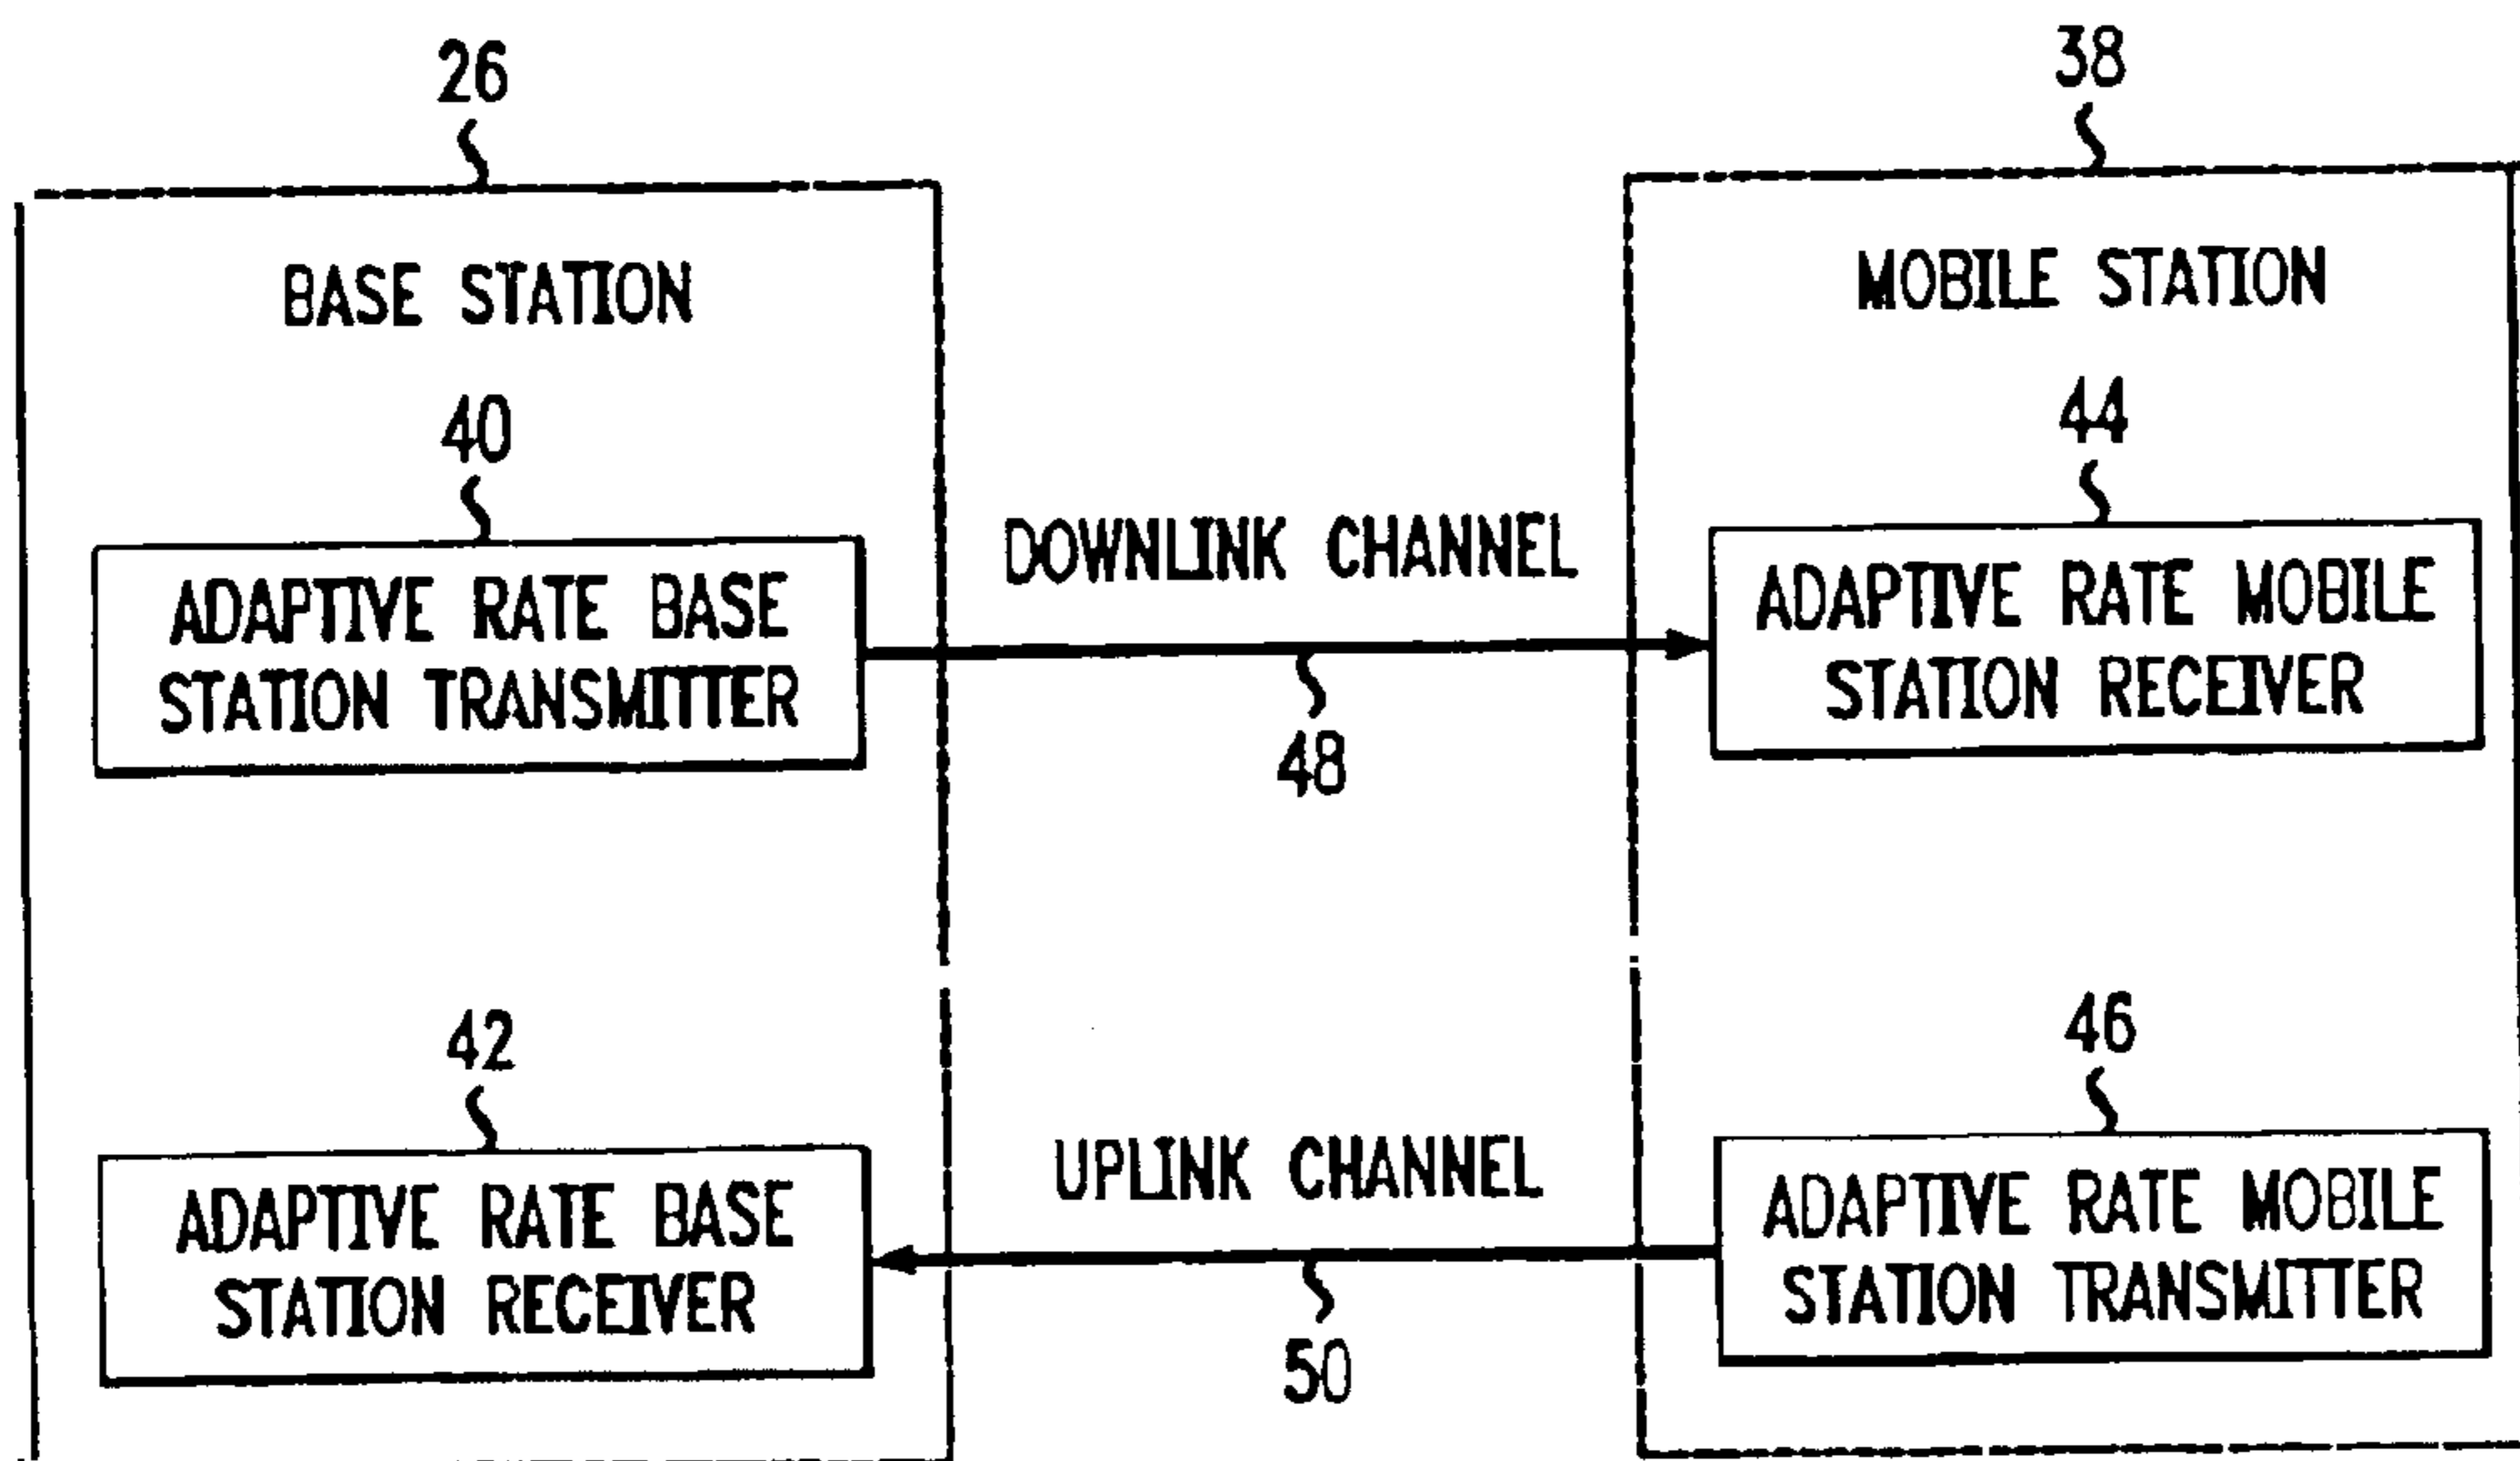 26
38
BASE STATION
MOBILE STATION
40
44
DOWNLINK CHANNEL
ADAPTIVE RATE BASE
STATION TRANSMITTER
ADAPTIVE RATE MOBILE
STATION RECEIVER
48
42
46
UPLINK CHANNEL
ADAPTIVE RATE BASE
STATION RECEIVER
ADAPTIVE RATE MOBILE
STATION TRANSMITTER
50